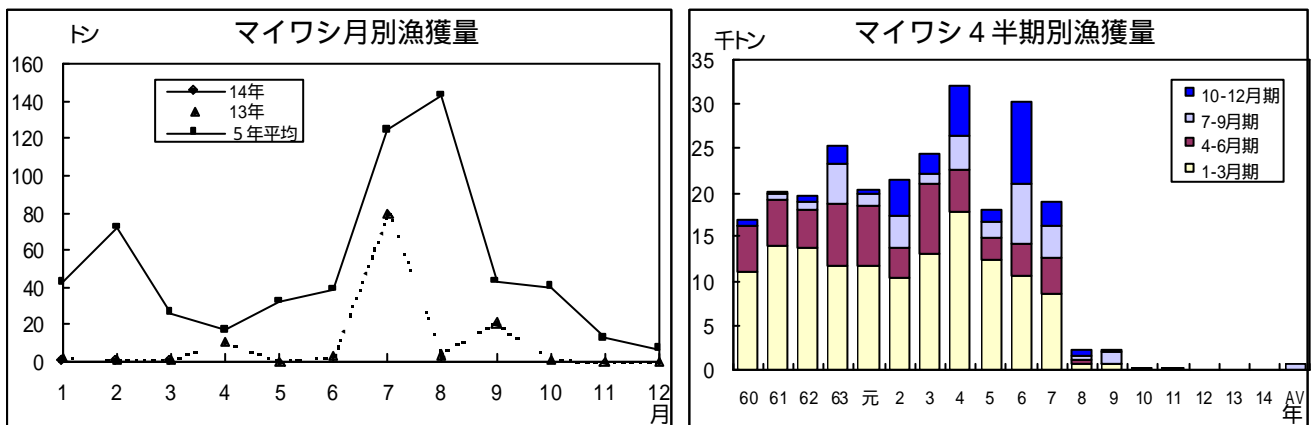 トン
マイワシ月別漁獲量
160
140
120
100
80
60
40
20
0
14年
13年
5年平均
1 2 3 4 5 6 7 8 9 10 11 12
月
千トン
マイワシ4半期別漁獲量
35
30
25
20
15
10
5
0
10-12月期
7-9月期
4-6月期
1-3月期
60 61 62 63 元 2 3 4 5 6 7 8 9 10 11 12 13 14 AV
年